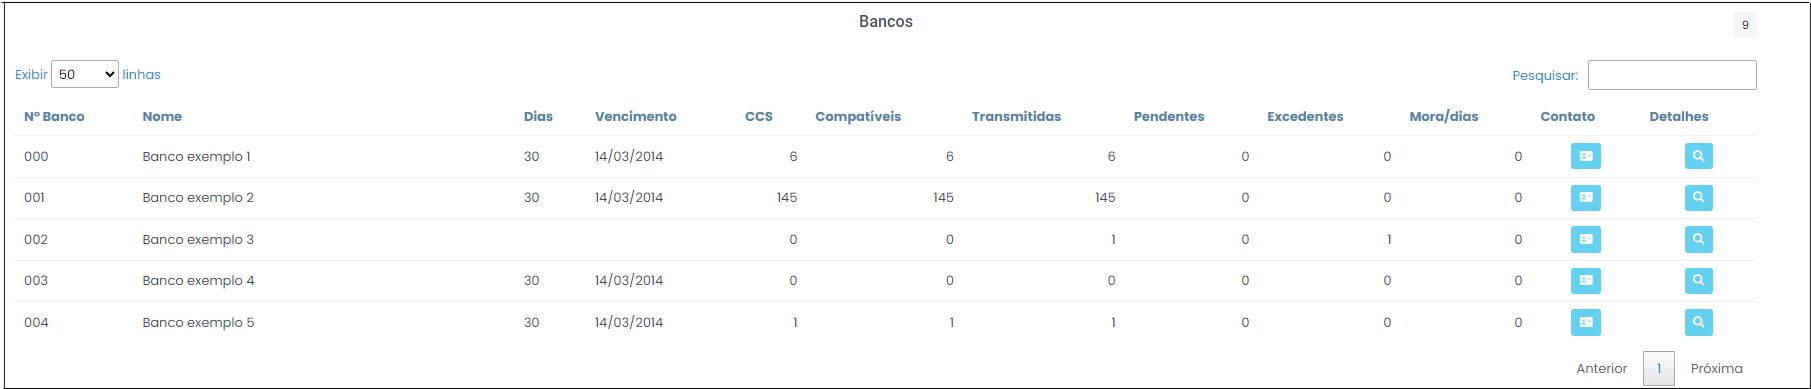 Bancos
9
Exibir 50 linhas Pesquisar:
Nº Banco Nome Dias Vencimento CCS Compatíveis Transmitidas Pendentes Excedentes Mora/dias Contato Detalhes
000 Banco exemplo 1 30 14/03/2014 6 6 6 0 0 0
001 Banco exemplo 2 30 14/03/2014 145 145 145 0 0 0
002 Banco exemplo 3 0 0 1 0 1 0
003 Banco exemplo 4 30 14/03/2014 0 0 0 0 0 0
004 Banco exemplo 5 30 14/03/2014 1 1 1 0 0 0
Anterior 1 Próxima